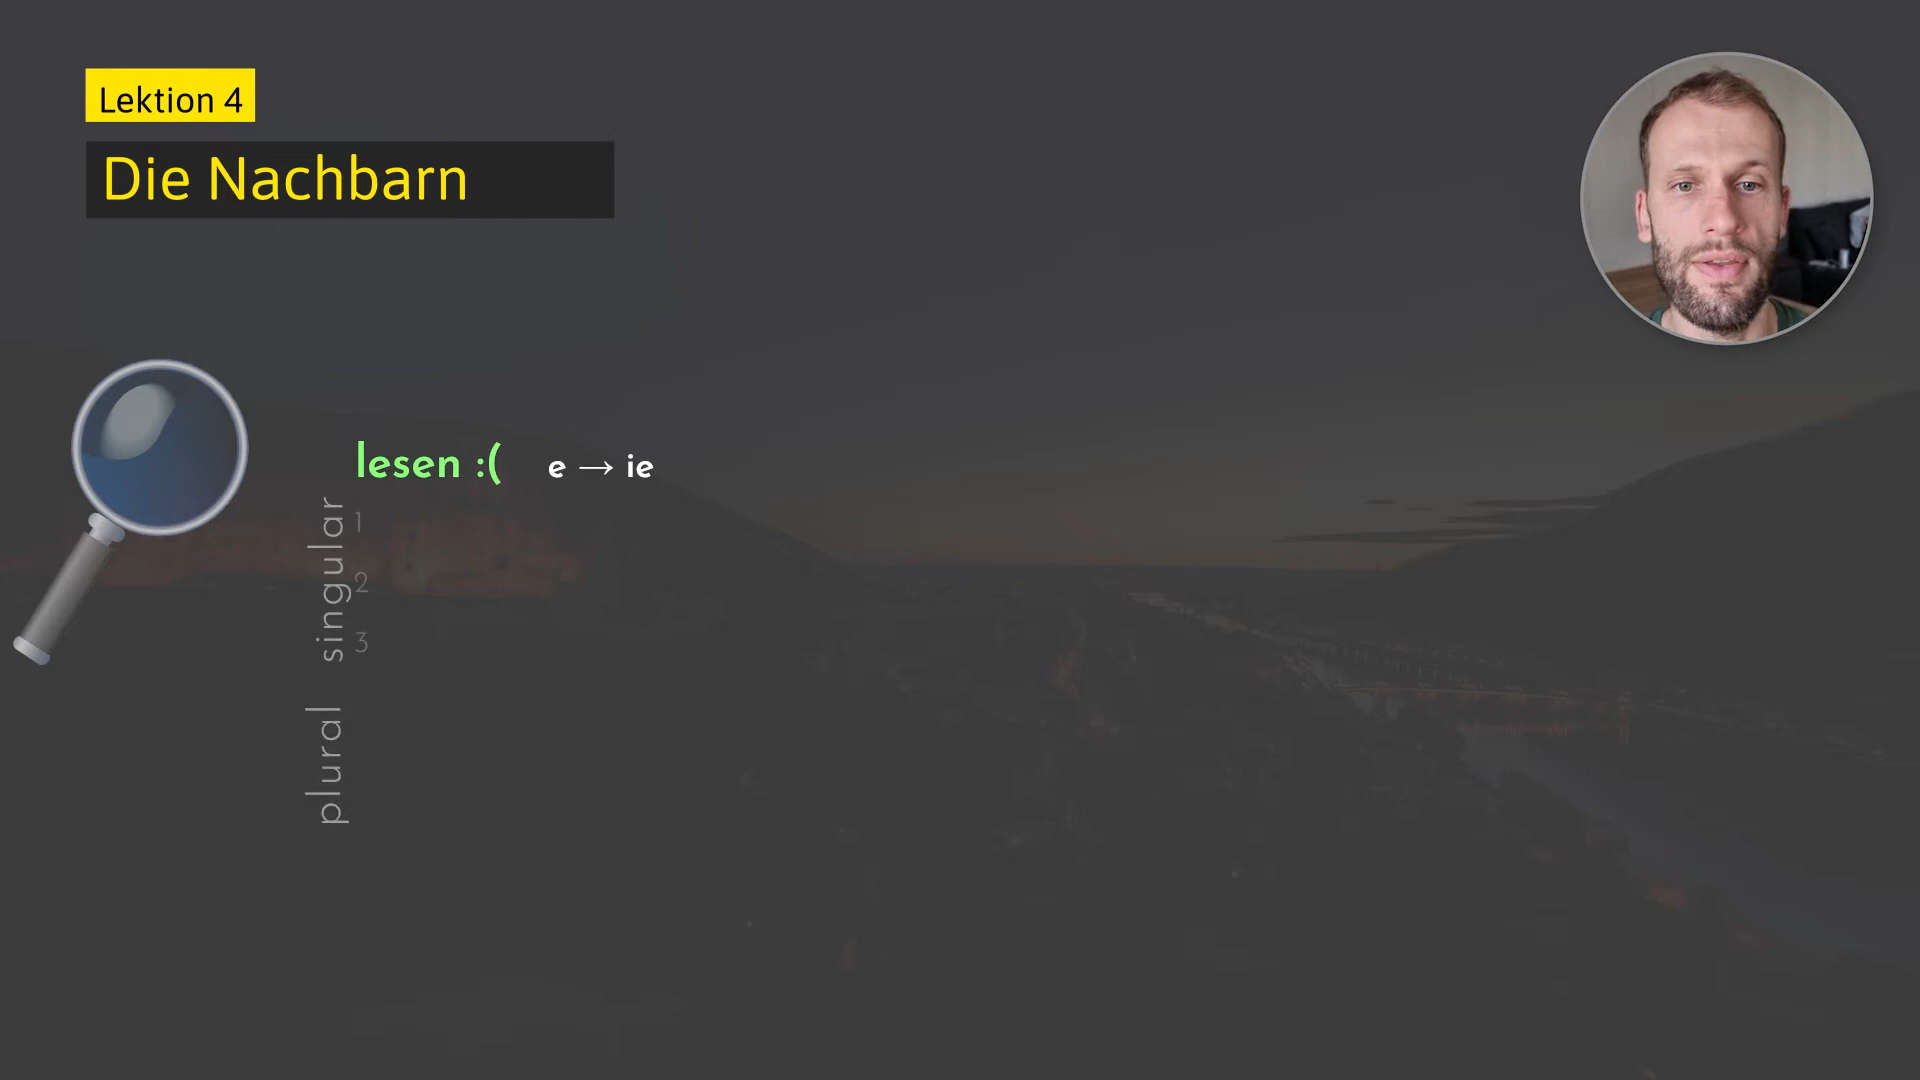 Lektion 4
Die Nachbarn
lesen :( e → ie
singular
1
2
3
plural